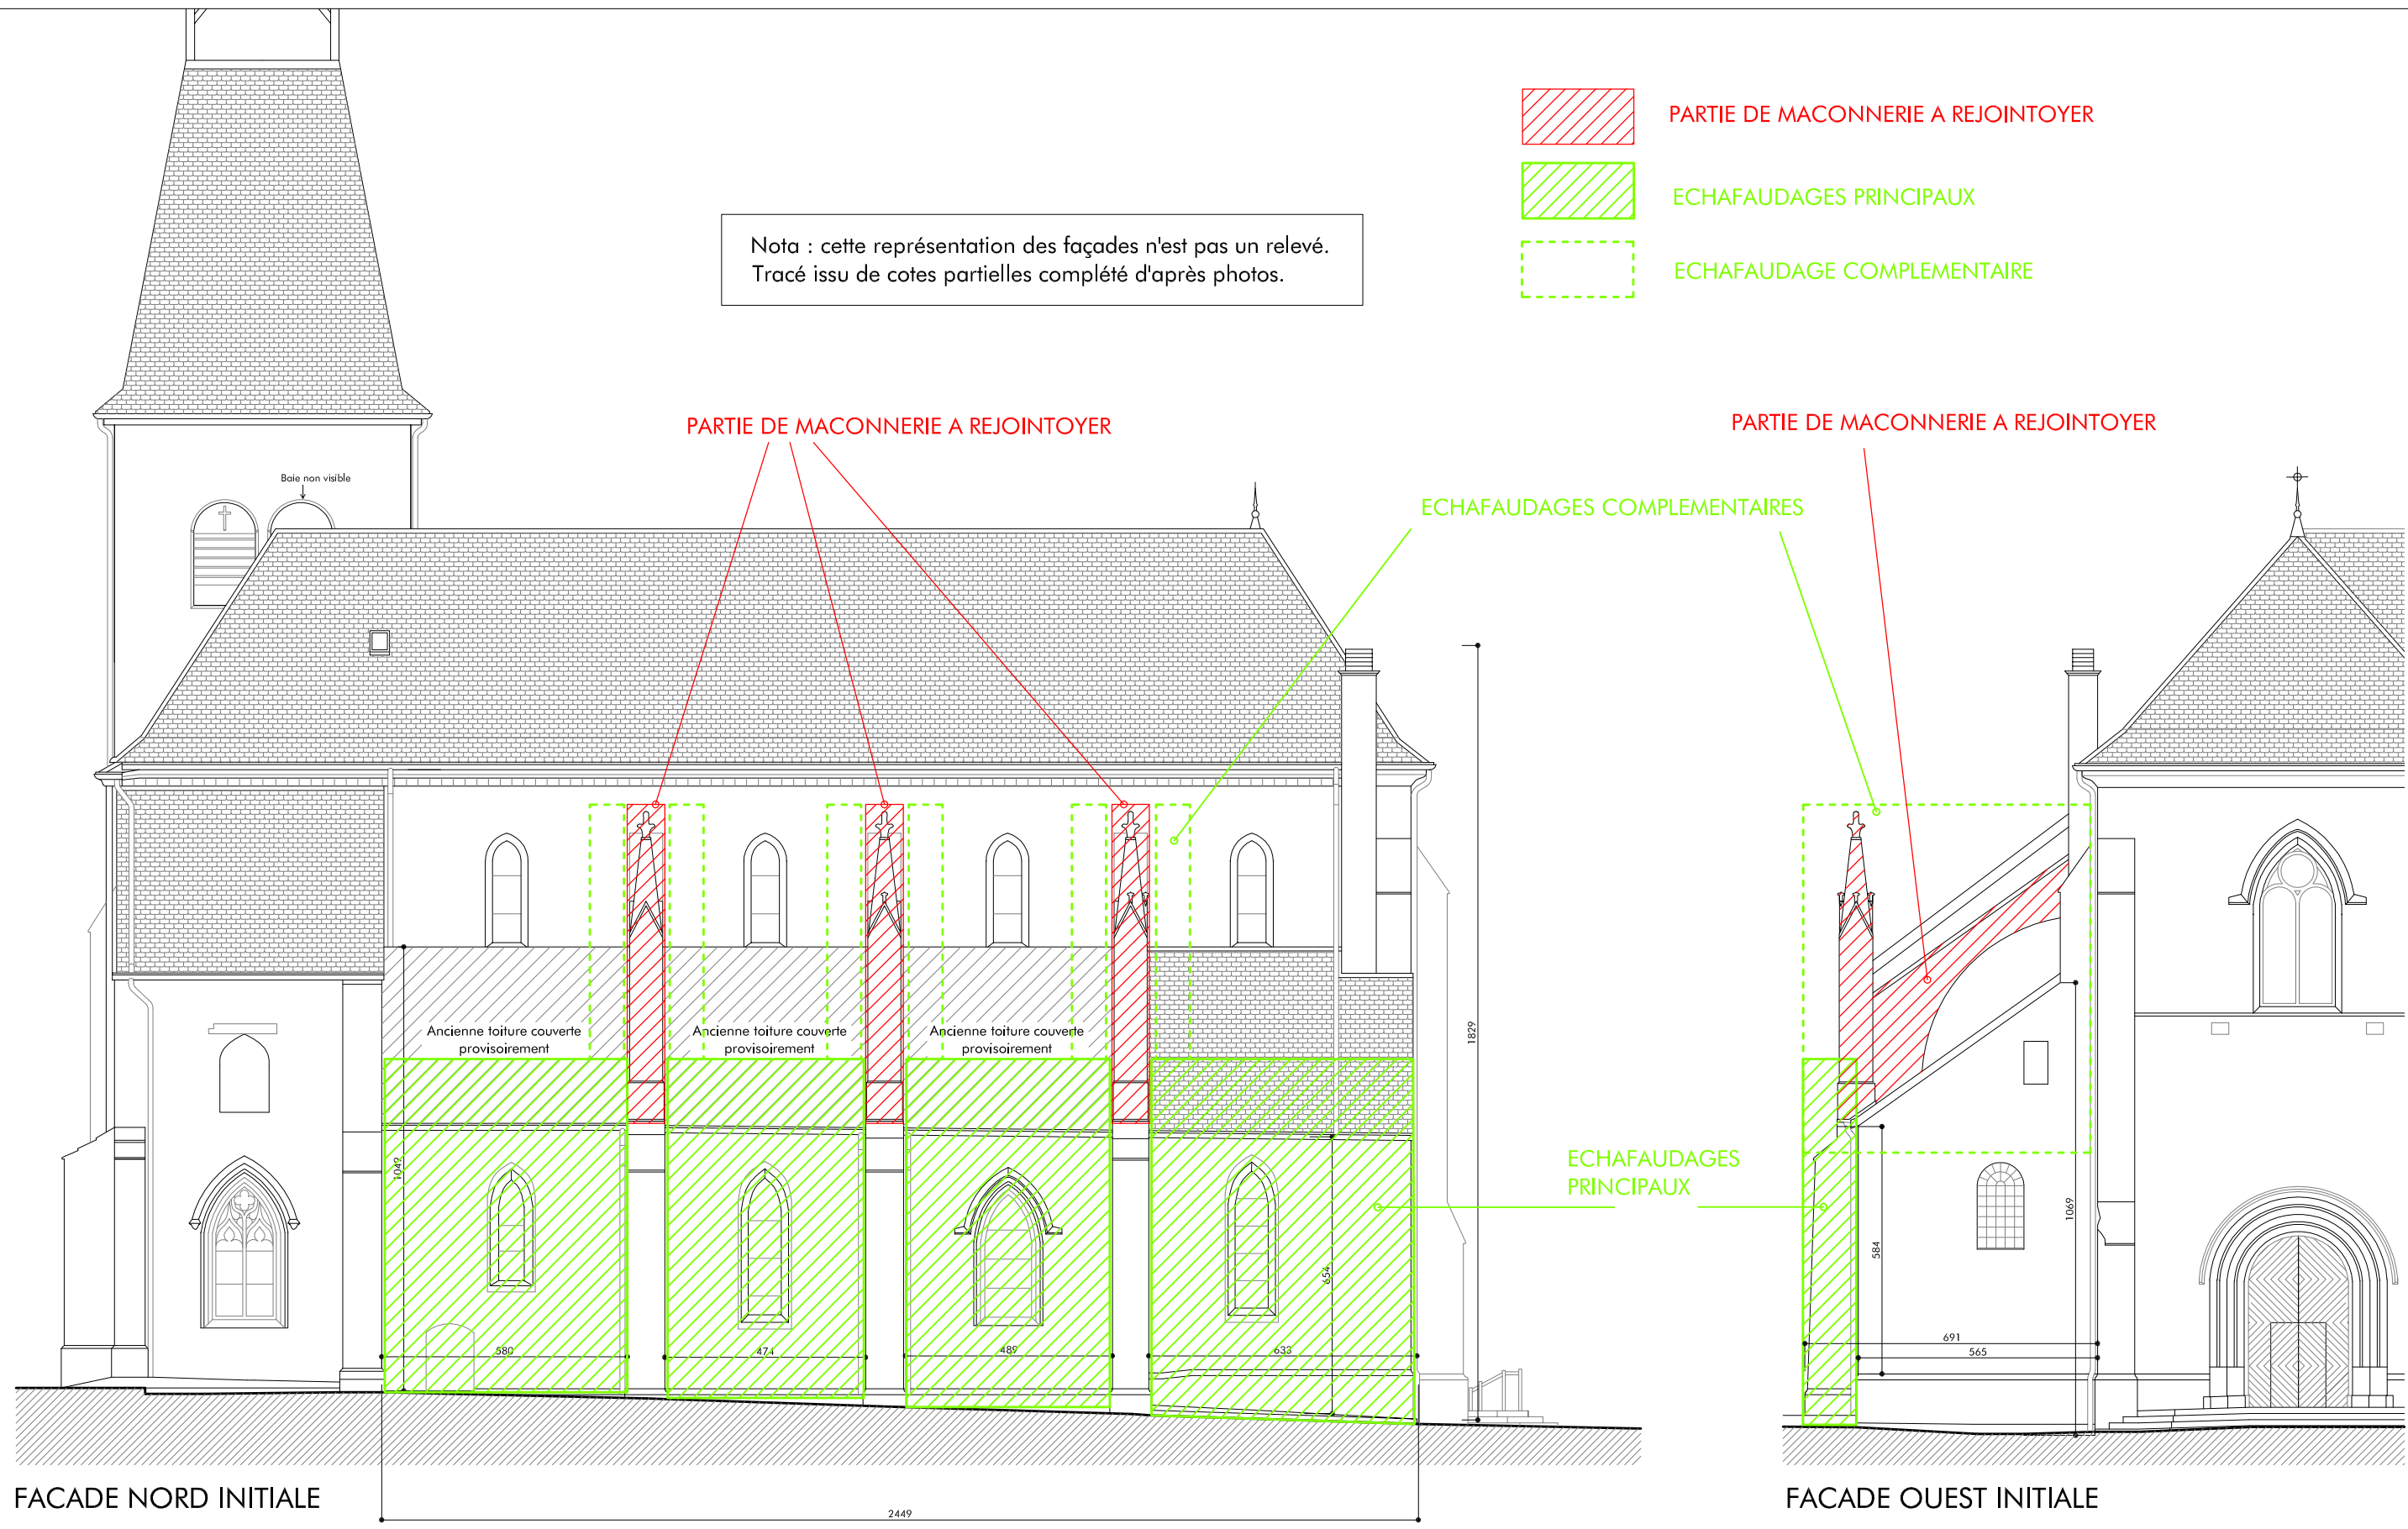 PARTIE DE MACONNERIE A REJOINTOYER
ECHAFAUDAGES PRINCIPAUX
ECHAFAUDAGE COMPLEMENTAIRE
Nota : cette représentation des façades n'est pas un relevé.
Tracé issu de cotes partielles complété d'après photos.
PARTIE DE MACONNERIE A REJOINTOYER
PARTIE DE MACONNERIE A REJOINTOYER
Baie non visible
ECHAFAUDAGES COMPLEMENTAIRES
Ancienne toiture couverte
provisoirement
Ancienne toiture couverte
provisoirement
Ancienne toiture couverte
provisoirement
1829
1049
ECHAFAUDAGES
PRINCIPAUX
654
584
1069
580
474
489
633
691
565
FACADE NORD INITIALE
FACADE OUEST INITIALE
2449